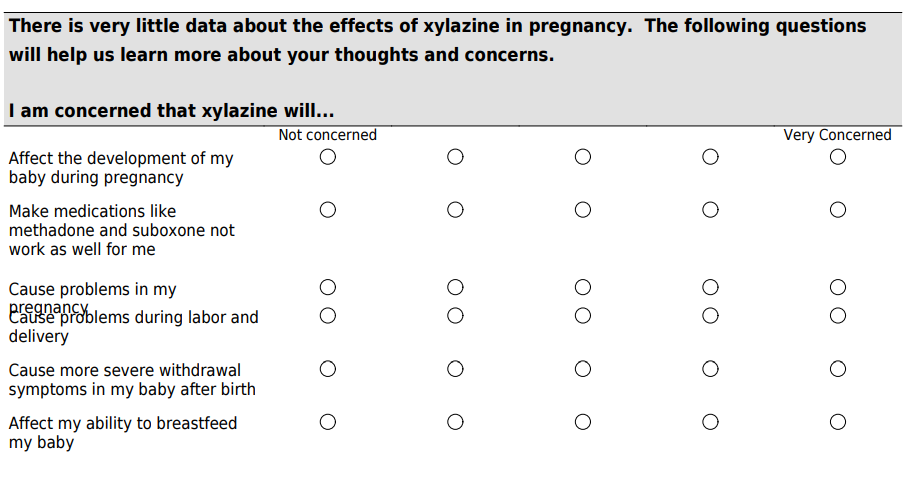 There is very little data about the effects of xylazine in pregnancy.  The following questions
will help us learn more about your thoughts and concerns.
I am concerned that xylazine will...
Not concerned Very Concerned
Affect the development of my
baby during pregnancy
Make medications like
methadone and suboxone not
work as well for me
Cause problems in my
pregnancy
Cause problems during labor and
delivery
Cause more severe withdrawal
symptoms in my baby after birth
Affect my ability to breastfeed
my baby